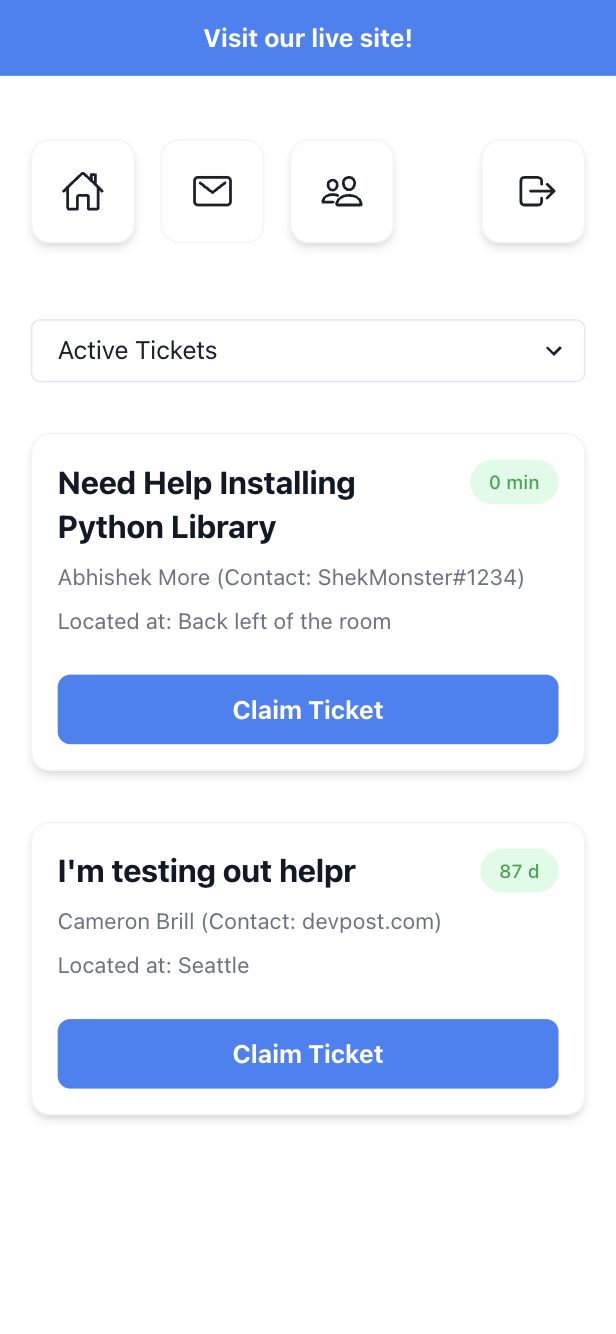 Visit our live site!
Active Tickets
Need Help Installing
Python Library
0 min
Abhishek More (Contact: ShekMonster#1234)
Located at: Back left of the room
Claim Ticket
I'm testing out helpr
87 d
Cameron Brill (Contact: devpost.com)
Located at: Seattle
Claim Ticket